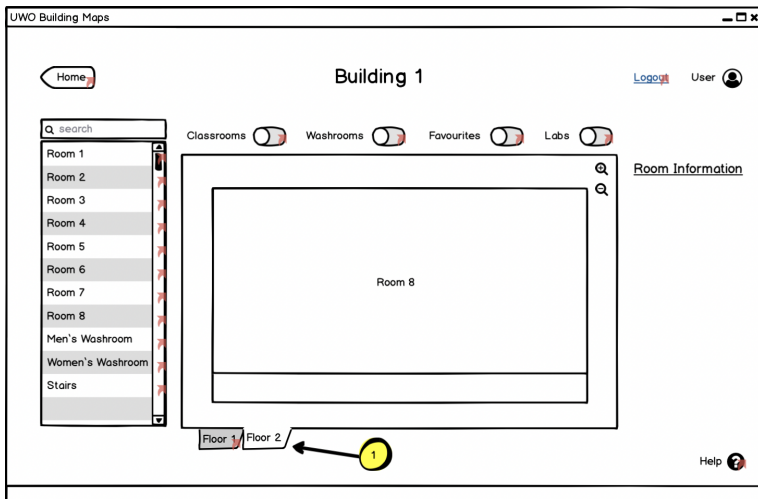 UWO Building Maps
Home
Building 1
Logout
User
search
Classrooms
Washrooms
Favourites
Labs
Room 1
Room 2
Room 3
Room 4
Room 5
Room 6
Room 7
Room 8
Men`s Washroom
Women`s Washroom
Stairs
Room Information
Room 8
Floor 1
Floor 2
1
Help ?